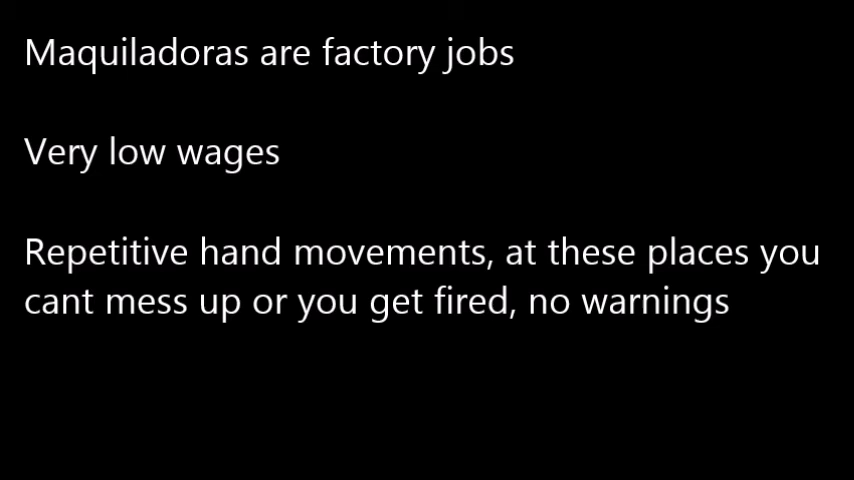 Maquiladoras are factory jobs
Very low wages
Repetitive hand movements, at these places you
cant mess up or you get fired, no warnings